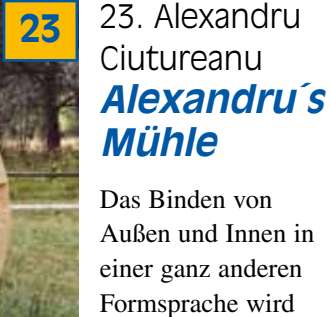 23
23. Alexandru
Ciutureanu
Alexandru´s
Mühle
Das Binden von
Außen und Innen in
einer ganz anderen
Formsprache wird